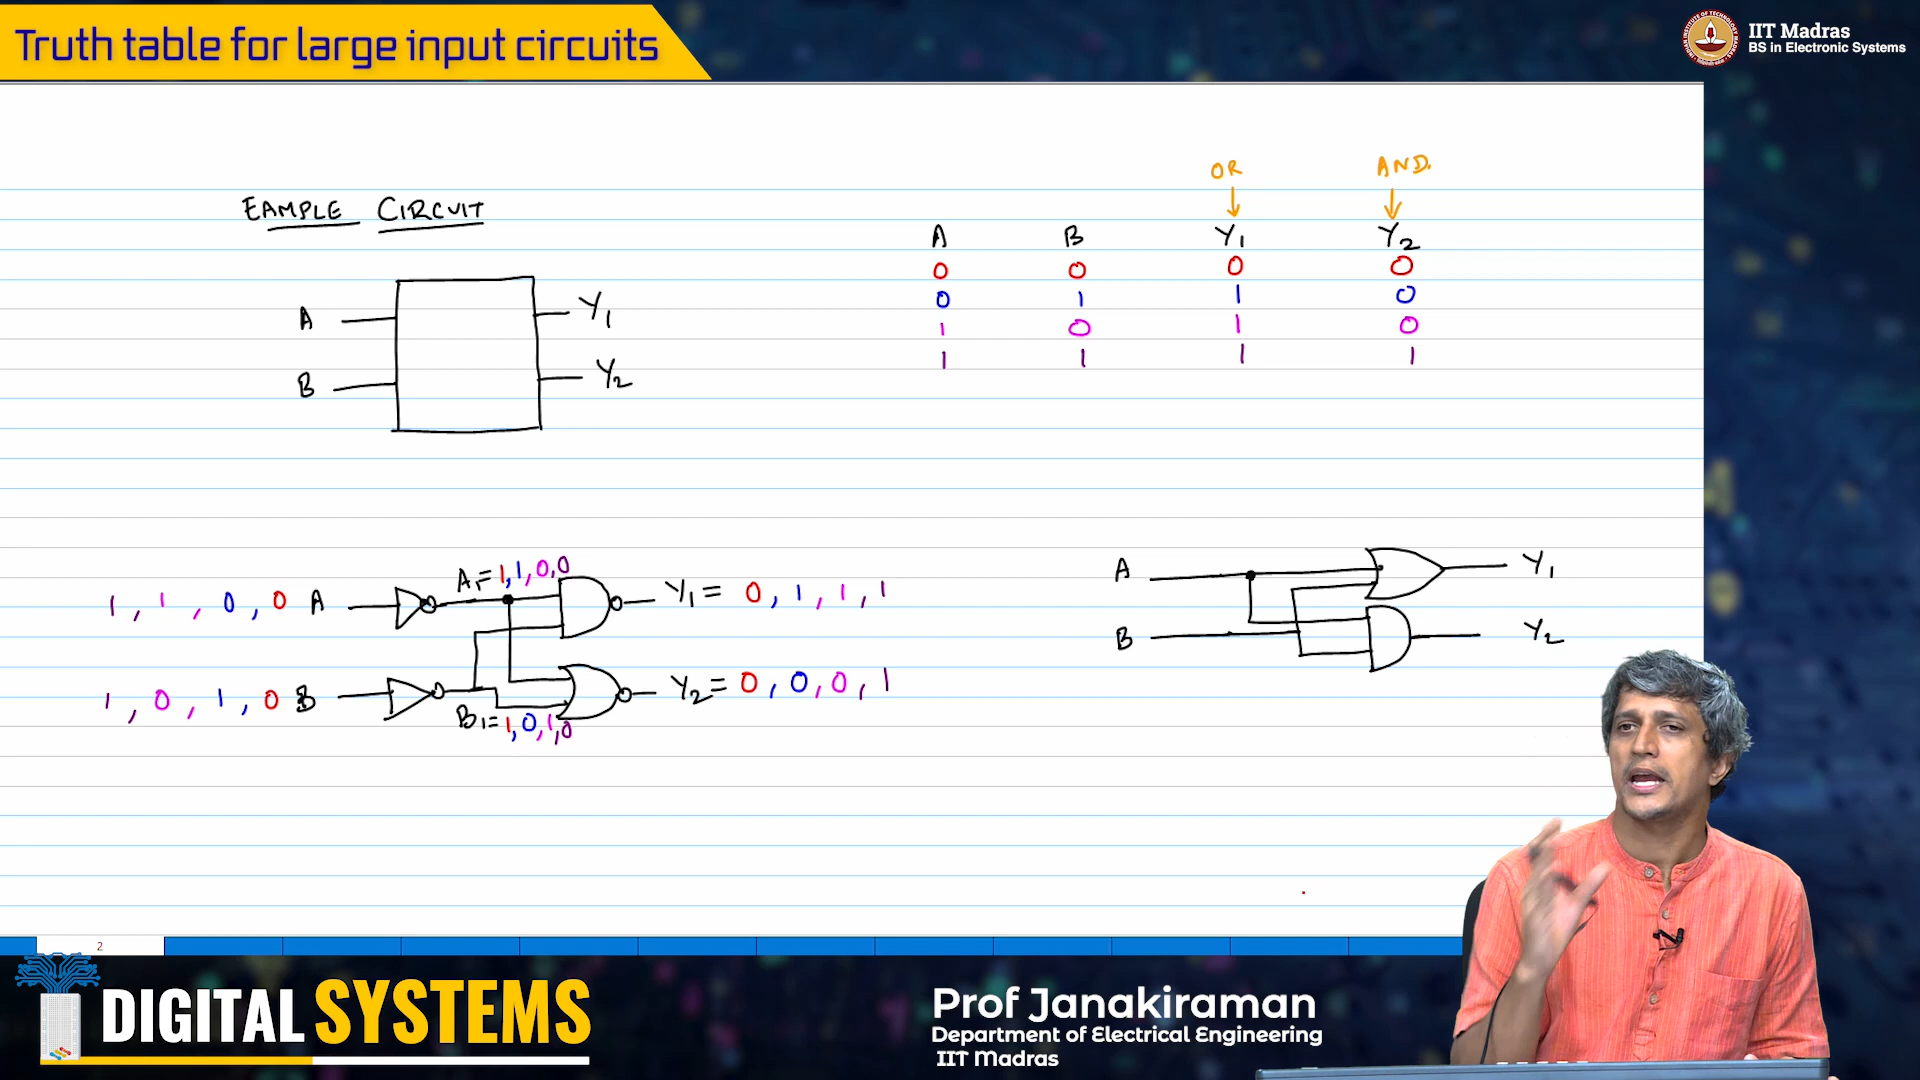 Truth table for large input circuits
IIT Madras
BS in Electronic Systems
EAMPLE CIRCUIT
OR AND.
A B Y1 Y2
0 0 0 0
0 1 1 0
1 0 1 0
1 1 1 1
A Y1
B Y2
A1=1,1,0,0
1, 1, 0, 0 A Y1= 0, 1, 1, 1
1, 0, 1, 0 B Y2= 0, 0, 0, 1
B1=1,0,1,0
A Y1
B Y2
2
DIGITAL SYSTEMS
Prof Janakiraman
Department of Electrical Engineering
IIT Madras